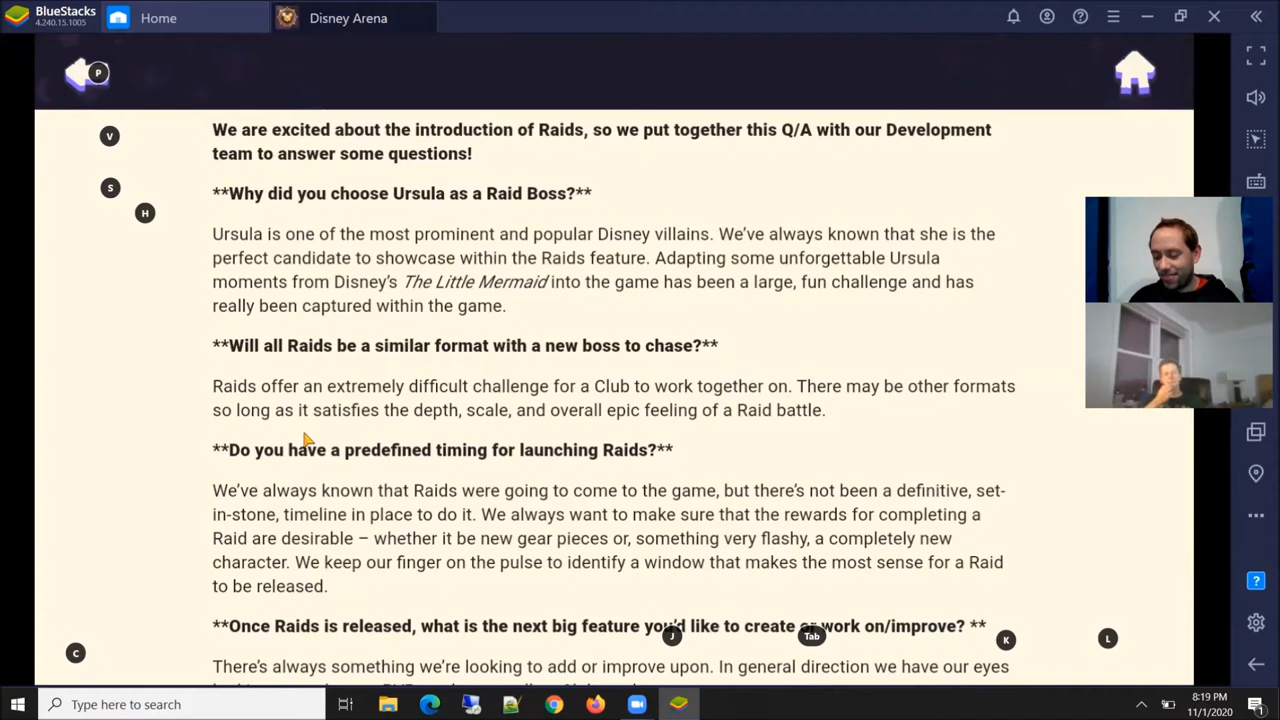 BlueStacks
4.240.15.1005
Home
Disney Arena
P
V
S
H
We are excited about the introduction of Raids, so we put together this Q/A with our Development
team to answer some questions!
**Why did you choose Ursula as a Raid Boss?**
Ursula is one of the most prominent and popular Disney villains. We’ve always known that she is the
perfect candidate to showcase within the Raids feature. Adapting some unforgettable Ursula
moments from Disney’s The Little Mermaid into the game has been a large, fun challenge and has
really been captured within the game.
**Will all Raids be a similar format with a new boss to chase?**
Raids offer an extremely difficult challenge for a Club to work together on. There may be other formats
so long as it satisfies the depth, scale, and overall epic feeling of a Raid battle.
**Do you have a predefined timing for launching Raids?**
We’ve always known that Raids were going to come to the game, but there’s not been a definitive, set-
in-stone, timeline in place to do it. We always want to make sure that the rewards for completing a
Raid are desirable – whether it be new gear pieces or, something very flashy, a completely new
character. We keep our finger on the pulse to identify a window that makes the most sense for a Raid
to be released.
**Once Raids is released, what is the next big feature you’d like to create or work on/improve? **
J
Tab
K
L
C
There’s always something we’re looking to add or improve upon. In general direction we have our eyes
Type here to search
8:19 PM
11/1/2020
1